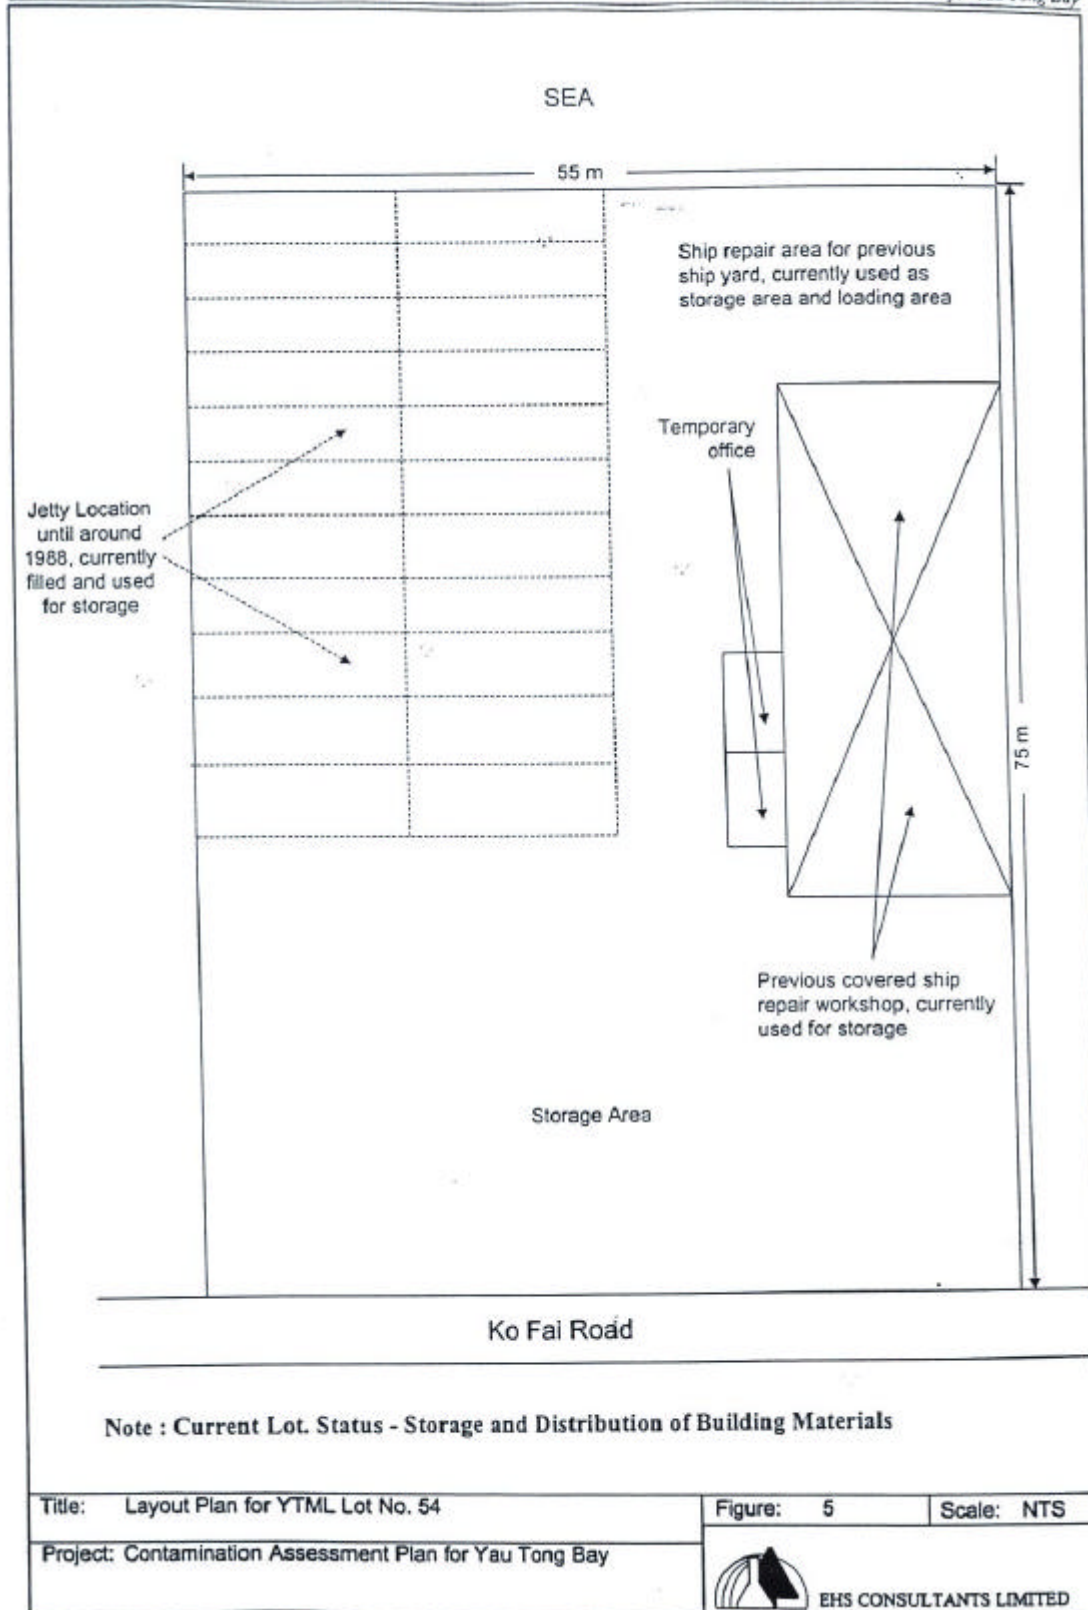 SEA
55 m
Ship repair area for previous
ship yard, currently used as
storage area and loading area
Temporary
office
Jetty Location
until around
1988, currently
filled and used
for storage
75 m
Previous covered ship
repair workshop, currently
used for storage
Storage Area
Ko Fai Road
Note : Current Lot. Status - Storage and Distribution of Building Materials
Title: Layout Plan for YTML Lot No. 54
Figure: 5
Scale: NTS
Project: Contamination Assessment Plan for Yau Tong Bay
EHS CONSULTANTS LIMITED